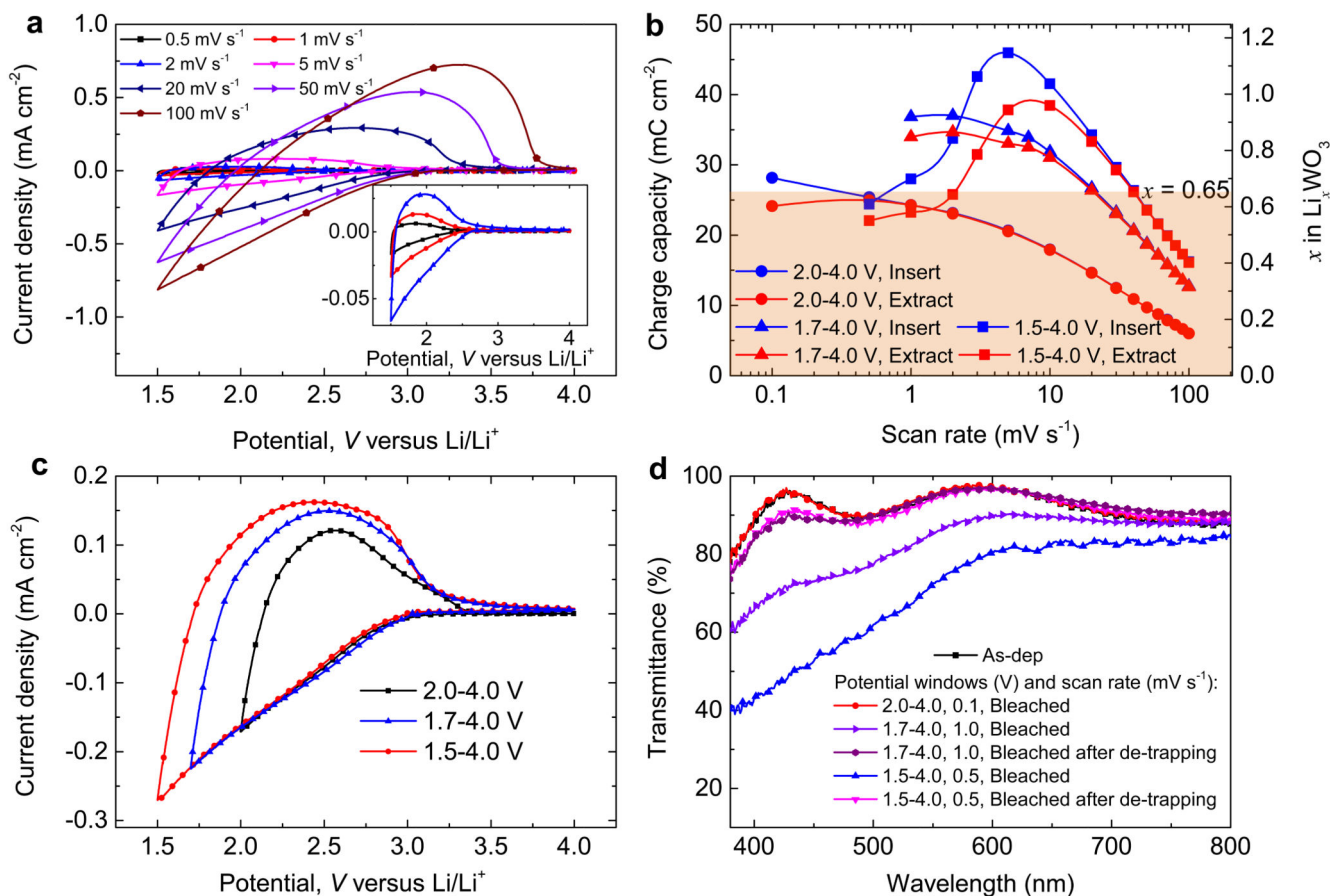 a
1.0
0.5
0.0
-0.5
-1.0
Current density (mA cm⁻²)
0.5 mV s⁻¹
1 mV s⁻¹
2 mV s⁻¹
5 mV s⁻¹
20 mV s⁻¹
50 mV s⁻¹
100 mV s⁻¹
0.00
-0.05
2 3 4
Potential, V versus Li/Li⁺
1.5 2.0 2.5 3.0 3.5 4.0
Potential, V versus Li/Li⁺
b
50
45
40
35
30
25
20
15
10
5
0
Charge capacity (mC cm⁻²)
x = 0.65
2.0-4.0 V, Insert
2.0-4.0 V, Extract
1.7-4.0 V, Insert 1.5-4.0 V, Insert
1.7-4.0 V, Extract 1.5-4.0 V, Extract
1.2
1.0
0.8
0.6
0.4
0.2
0.0
x in LiₓWO₃
0.1 1 10 100
Scan rate (mV s⁻¹)
c
0.2
0.1
0.0
-0.1
-0.2
-0.3
Current density (mA cm⁻²)
2.0-4.0 V
1.7-4.0 V
1.5-4.0 V
1.5 2.0 2.5 3.0 3.5 4.0
Potential, V versus Li/Li⁺
d
100
80
60
40
20
Transmittance (%)
As-dep
Potential windows (V) and scan rate (mV s⁻¹):
2.0-4.0, 0.1, Bleached
1.7-4.0, 1.0, Bleached
1.7-4.0, 1.0, Bleached after de-trapping
1.5-4.0, 0.5, Bleached
1.5-4.0, 0.5, Bleached after de-trapping
400 500 600 700 800
Wavelength (nm)